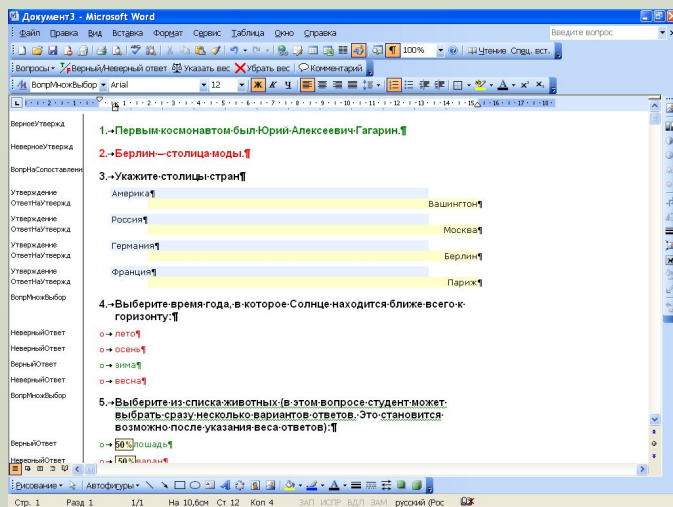 Документ3 - Microsoft Word
Файл Правка Вид Вставка Формат Сервис Таблица Окно Справка
Введите вопрос
100%
Чтение Спец. вст.
Вопросы Верный/Неверный ответ Указать вес Убрать вес Комментарий
ВопрМножВыбор Arial 12 Ж К Ч
ВерноеУтвержд
1.→Первым·космонавтом·был·Юрий·Алексеевич·Гагарин.¶
НеверноеУтвержд
2.→Берлин·–·столица·моды.¶
ВопрНаСопоставлени
3.→Укажите·столицы·стран¶
Утверждение
Америка¶
ОтветНаУтвержд
Вашингтон¶
Утверждение
Россия¶
ОтветНаУтвержд
Москва¶
Утверждение
Германия¶
ОтветНаУтвержд
Берлин¶
Утверждение
Франция¶
ОтветНаУтвержд
Париж¶
ВопрМножВыбор
4.→Выберите·время·года,·в·которое·Солнце·находится·ближе·всего·к·
горизонту:¶
НеверныйОтвет
o→лето¶
НеверныйОтвет
o→осень¶
ВерныйОтвет
o→зима¶
НеверныйОтвет
o→весна¶
ВопрМножВыбор
5.→Выберите·из·списка·животных·(в·этом·вопросе·студент·может·
выбрать·сразу·несколько·вариантов·ответов.·Это·становится·
возможно·после·указания·веса·ответов):¶
ВерныйОтвет
o→50%лошадь¶
НеверныйОтвет
o→-50%варан¶
Рисование Автофигуры
Стр. 1 Разд 1 1/1 На 10,6см Ст 12 Кол 4 ЗАП ИСПР ВДЛ ЗАМ русский (Рос